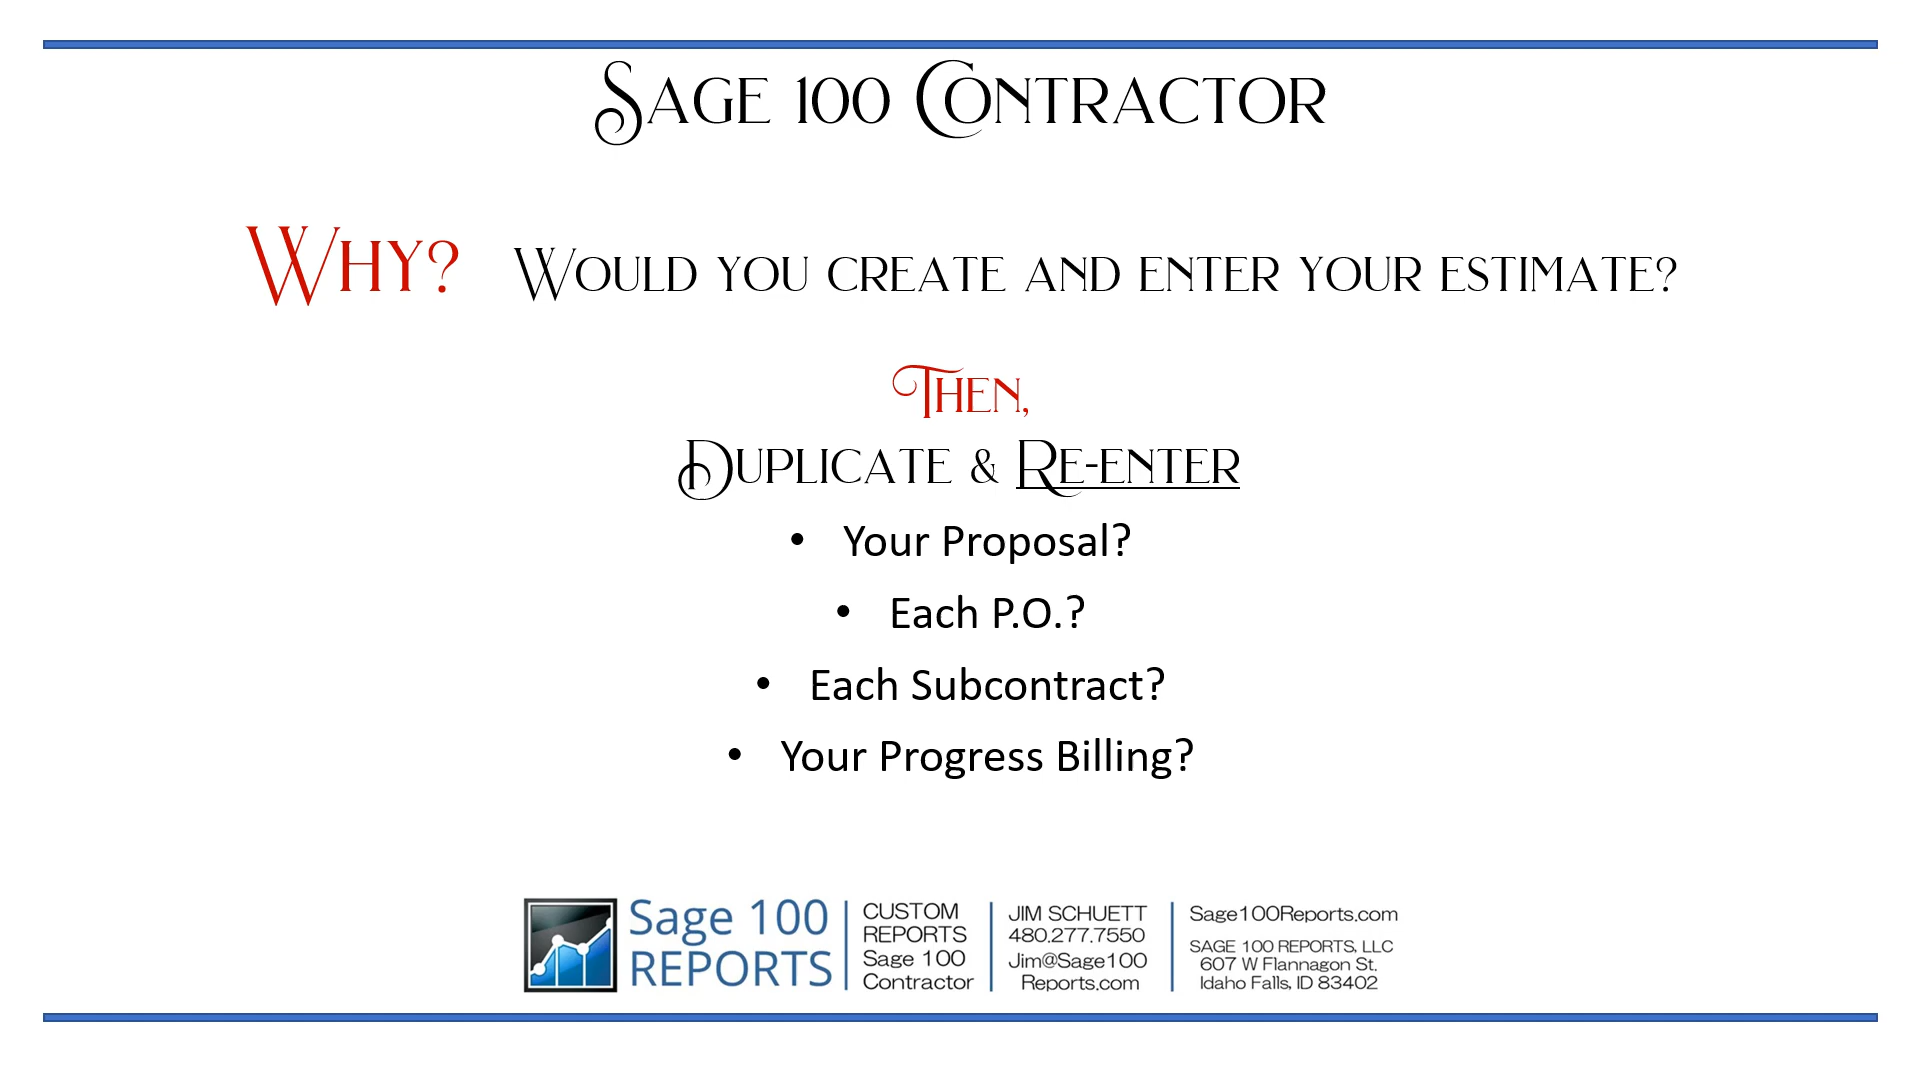 Sage 100 Contractor
Why? Would you create and enter your estimate?
Then,
Duplicate & Re-enter
• Your Proposal?
• Each P.O.?
• Each Subcontract?
• Your Progress Billing?
Sage 100
REPORTS
CUSTOM
REPORTS
Sage 100
Contractor
JIM SCHUETT
480.277.7550
Jim@Sage100
Reports.com
Sage100Reports.com
SAGE 100 REPORTS, LLC
607 W Flannagon St.
Idaho Falls, ID 83402